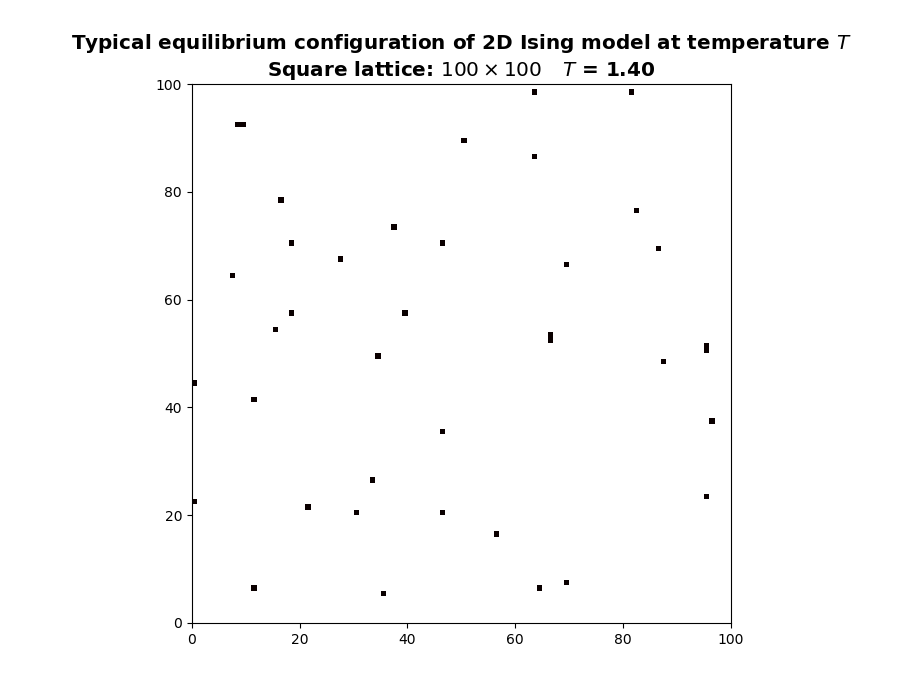 Typical equilibrium configuration of 2D Ising model at temperature T
Square lattice: 100 × 100 T = 1.40
100
80
60
40
20
0
0 20 40 60 80 100